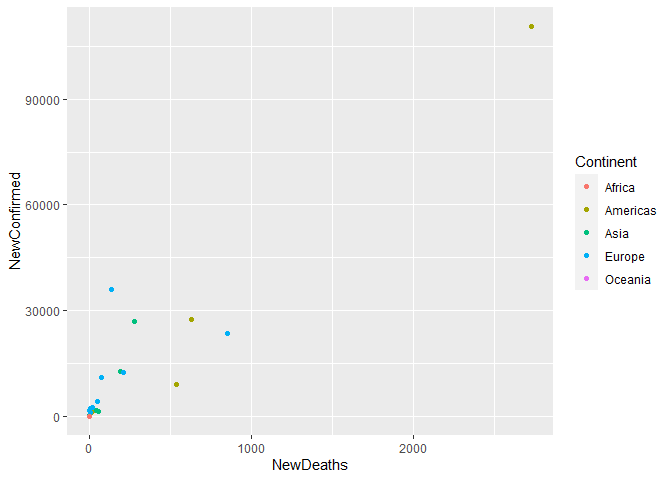 90000
60000
30000
0
NewConfirmed
0
1000
2000
NewDeaths
Continent
Africa
Americas
Asia
Europe
Oceania